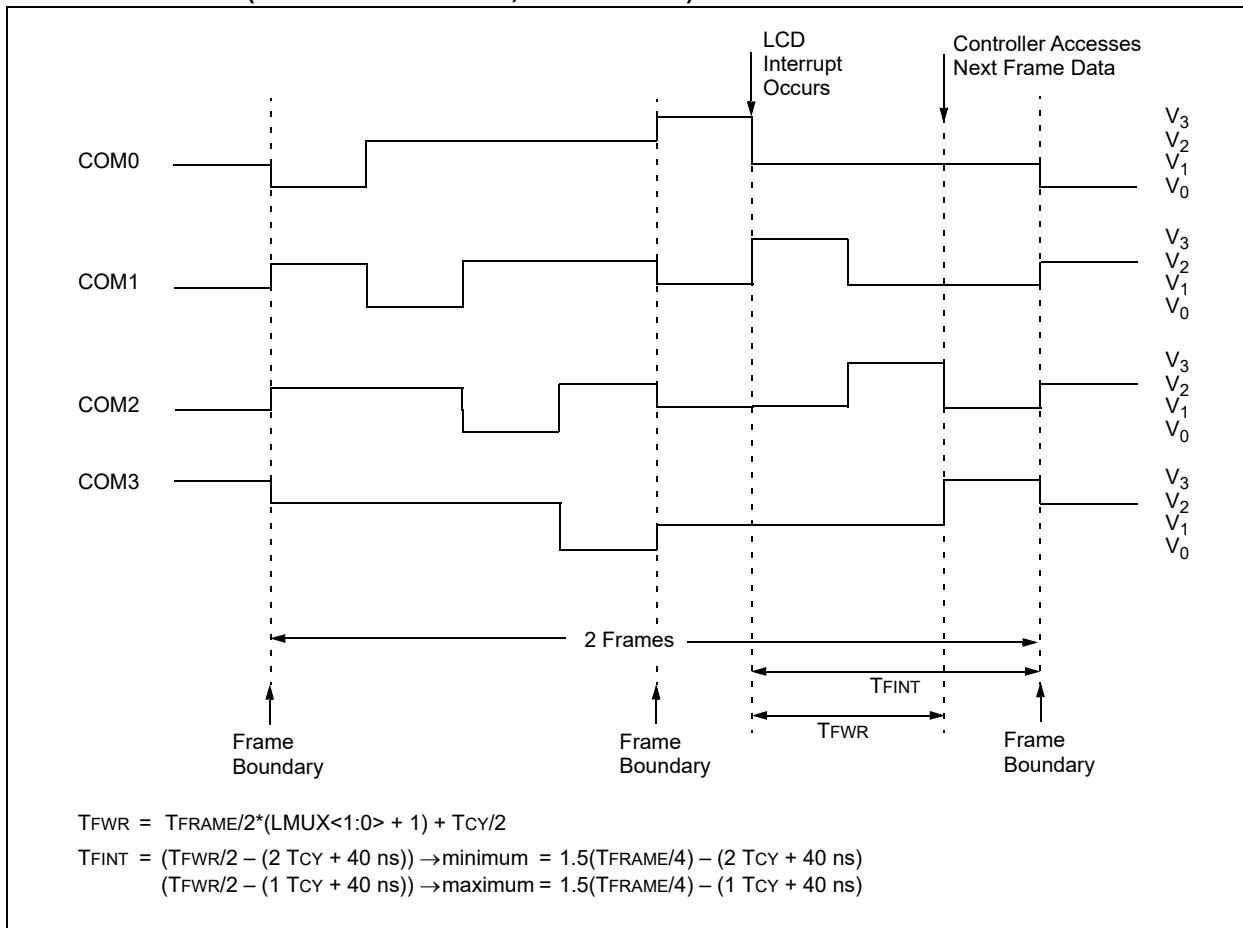 LCD
Interrupt
Occurs
Controller Accesses
Next Frame Data
COM0
V3
V2
V1
V0
COM1
V3
V2
V1
V0
COM2
V3
V2
V1
V0
COM3
V3
V2
V1
V0
2 Frames
TFINT
TFWR
Frame
Boundary
Frame
Boundary
Frame
Boundary
TFWR = TFRAME/2*(LMUX<1:0> + 1) + TCY/2
TFINT = (TFWR/2 – (2 TCY + 40 ns)) →minimum = 1.5(TFRAME/4) – (2 TCY + 40 ns)
(TFWR/2 – (1 TCY + 40 ns)) →maximum = 1.5(TFRAME/4) – (1 TCY + 40 ns)